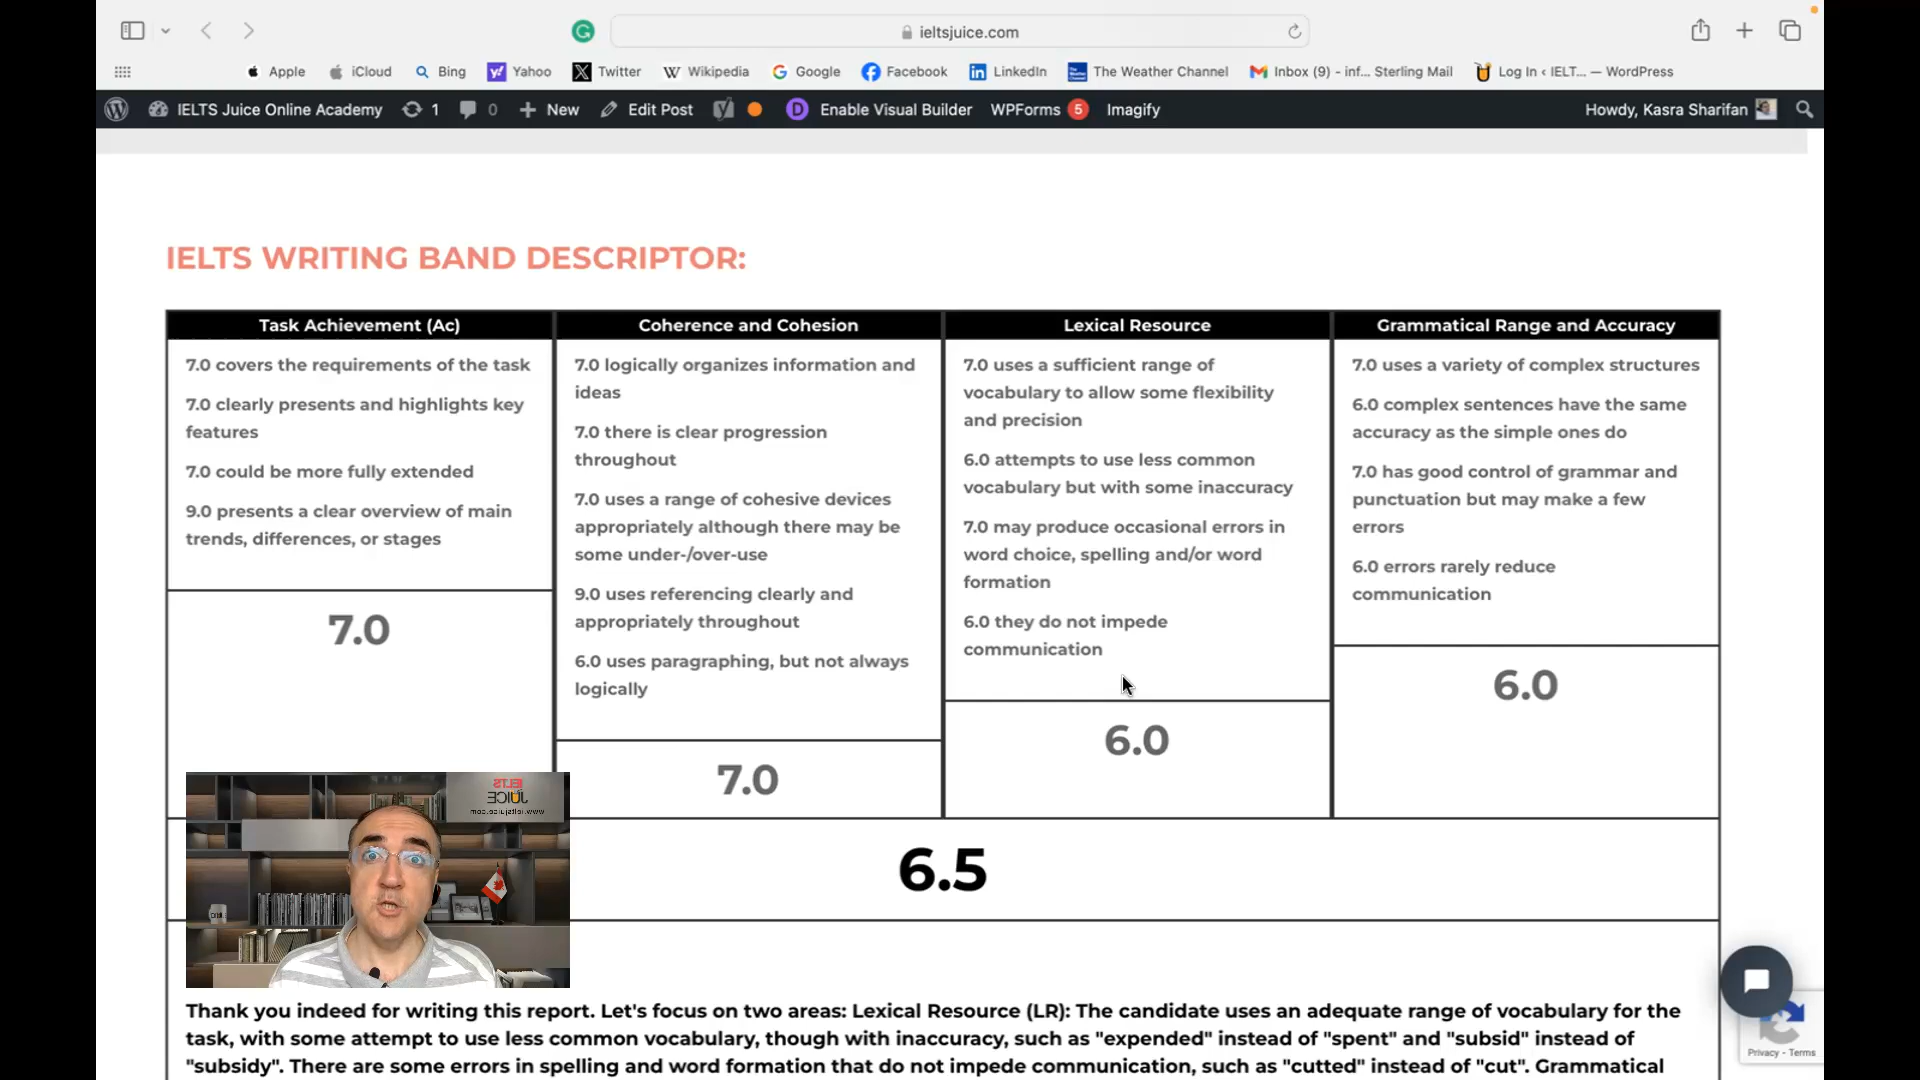 ieltsjuice.com
Apple iCloud Bing Yahoo Twitter Wikipedia Google Facebook LinkedIn The Weather Channel Inbox (9) - inf... Sterling Mail Log In ‹ IELT... — WordPress
IELTS Juice Online Academy 1 0 New Edit Post Enable Visual Builder WPForms 5 Imagify Howdy, Kasra Sharifan
IELTS WRITING BAND DESCRIPTOR:
Task Achievement (Ac)
7.0 covers the requirements of the task
7.0 clearly presents and highlights key
features
7.0 could be more fully extended
9.0 presents a clear overview of main
trends, differences, or stages
7.0
Coherence and Cohesion
7.0 logically organizes information and
ideas
7.0 there is clear progression
throughout
7.0 uses a range of cohesive devices
appropriately although there may be
some under-/over-use
9.0 uses referencing clearly and
appropriately throughout
6.0 uses paragraphing, but not always
logically
7.0
Lexical Resource
7.0 uses a sufficient range of
vocabulary to allow some flexibility
and precision
6.0 attempts to use less common
vocabulary but with some inaccuracy
7.0 may produce occasional errors in
word choice, spelling and/or word
formation
6.0 they do not impede
communication
6.0
Grammatical Range and Accuracy
7.0 uses a variety of complex structures
6.0 complex sentences have the same
accuracy as the simple ones do
7.0 has good control of grammar and
punctuation but may make a few
errors
6.0 errors rarely reduce
communication
6.0
6.5
IELTS
JUICE
www.ieltsjuice.com
Thank you indeed for writing this report. Let's focus on two areas: Lexical Resource (LR): The candidate uses an adequate range of vocabulary for the
task, with some attempt to use less common vocabulary, though with inaccuracy, such as "expended" instead of "spent" and "subsid" instead of
"subsidy". There are some errors in spelling and word formation that do not impede communication, such as "cutted" instead of "cut". Grammatical
Privacy - Terms